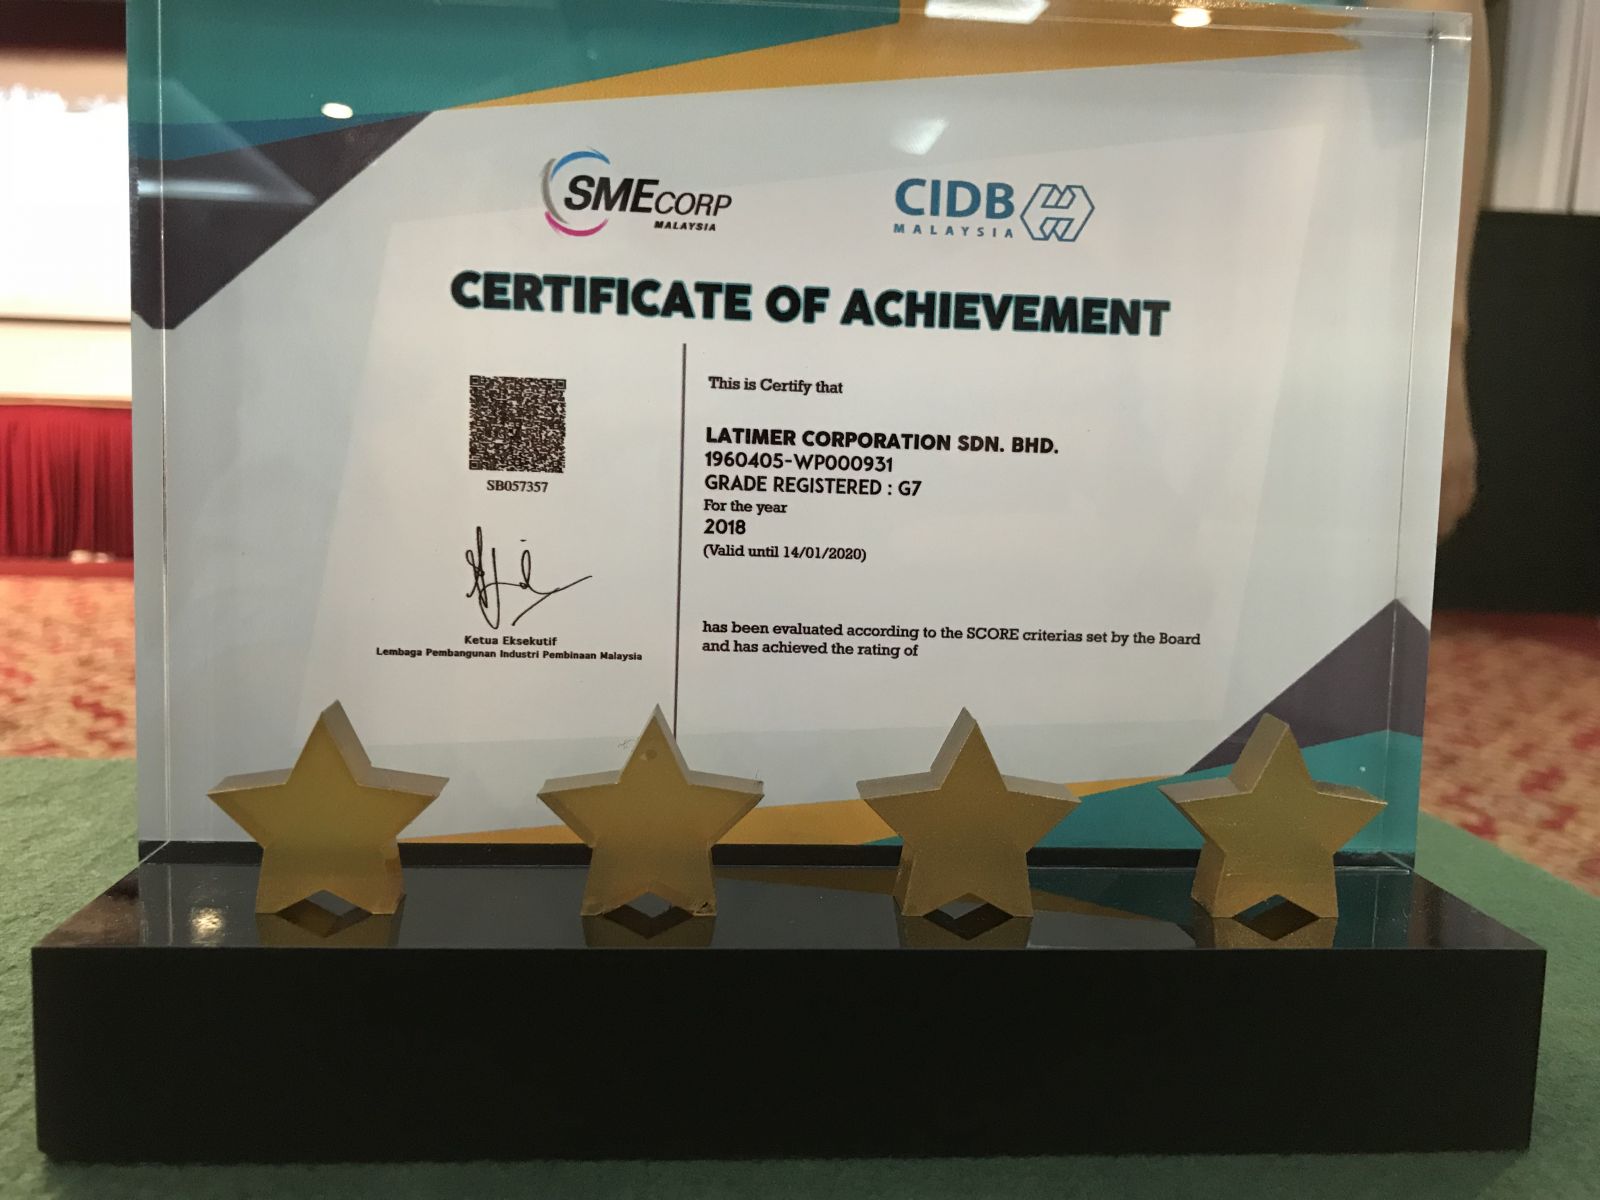 SMECORP
MALAYSIA
CIDB
MALAYSIA
CERTIFICATE OF ACHIEVEMENT
SB057357
Ketua Eksekutif
Lembaga Pembangunan Industri Pembinaan Malaysia
This is Certify that
LATIMER CORPORATION SDN. BHD.
1960405-WP000931
GRADE REGISTERED : G7
For the year
2018
(Valid until 14/01/2020)
has been evaluated according to the SCORE criterias set by the Board
and has achieved the rating of